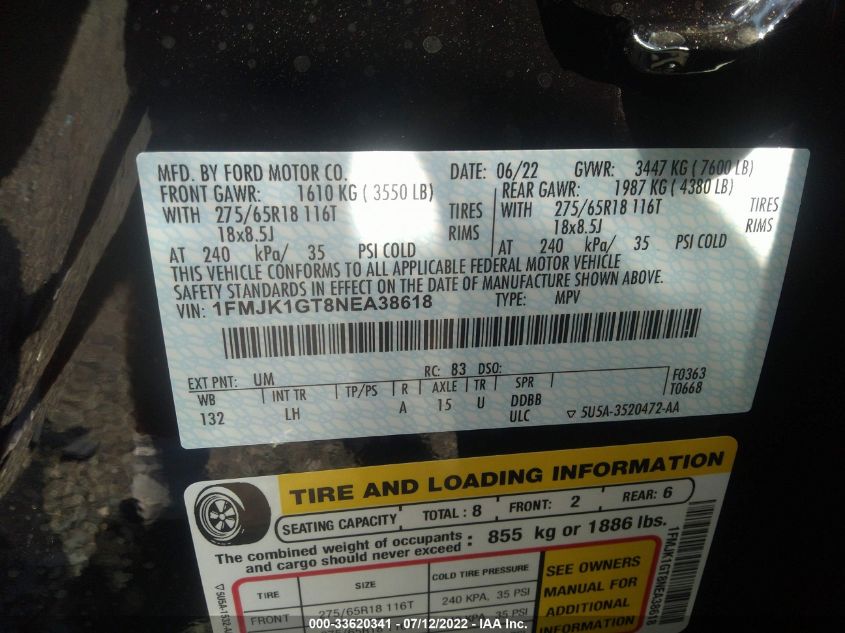 MFD. BY FORD MOTOR CO. DATE: 06/22 GVWR: 3447 KG (7600 LB)
FRONT GAWR: 1610 KG (3550 LB) REAR GAWR: 1987 KG (4380 LB)
WITH 275/65R18 116T TIRES WITH 275/65R18 116T TIRES
18x8.5J RIMS 18x8.5J RIMS
AT 240 kPa/ 35 PSI COLD AT 240 kPa/ 35 PSI COLD
THIS VEHICLE CONFORMS TO ALL APPLICABLE FEDERAL MOTOR VEHICLE
SAFETY STANDARDS IN EFFECT ON THE DATE OF MANUFACTURE SHOWN ABOVE.
VIN: 1FMJK1GT8NEA38618 TYPE: MPV
EXT PNT: UM RC: 83 DSO: F0363
WB INT TR TP/PS R AXLE TR SPR T0668
132 LH A 15 U DDBB
ULC 5U5A-3520472-AA
TIRE AND LOADING INFORMATION
SEATING CAPACITY TOTAL : 8 FRONT: 2 REAR: 6
The combined weight of occupants
and cargo should never exceed : 855 kg or 1886 lbs.
TIRE SIZE COLD TIRE PRESSURE
FRONT 275/65R18 116T 240 KPA, 35 PSI
275/65R18 116T 35 PSI
SEE OWNERS
MANUAL FOR
ADDITIONAL
INFORMATION
1FMJK1GT8NEA38618
000-33620341 - 07/12/2022 - IAA Inc.